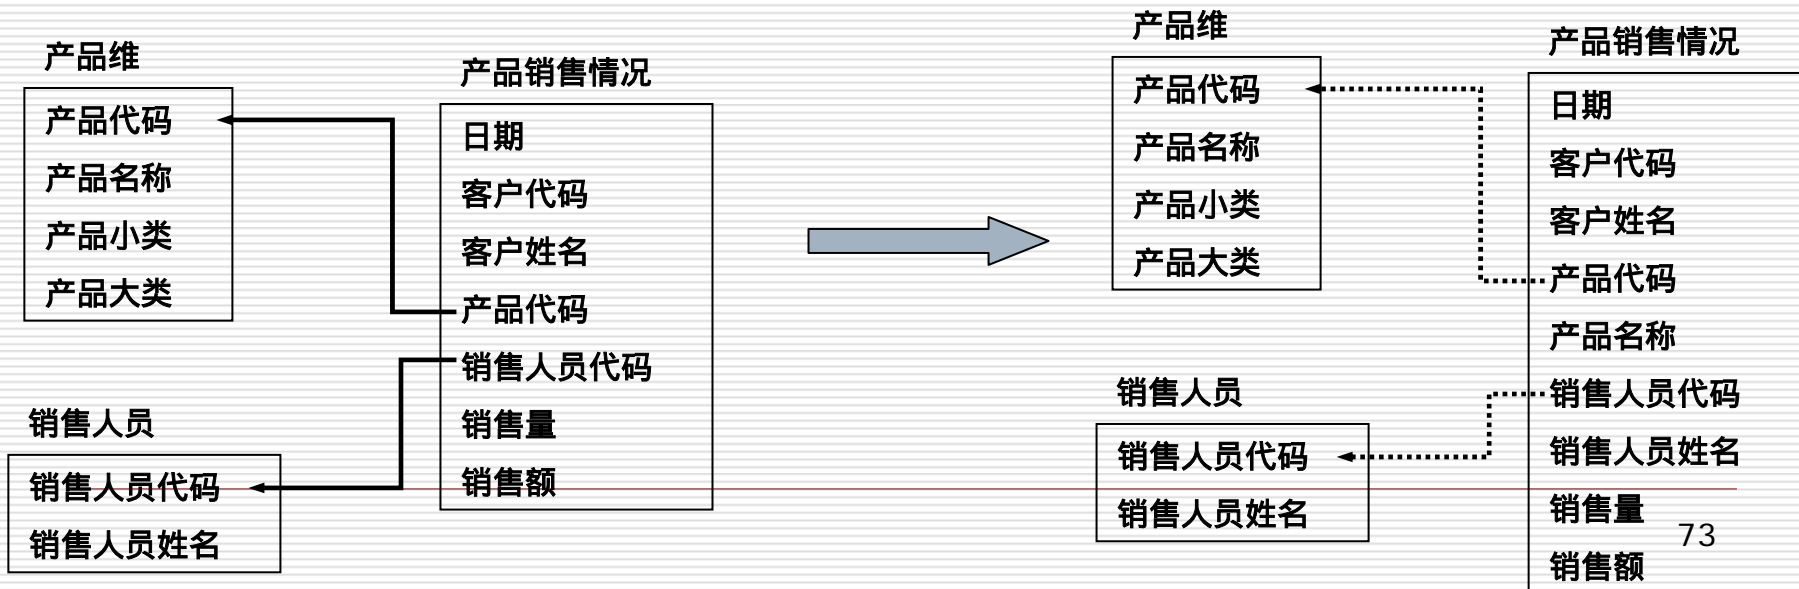 产品维
产品代码
产品名称
产品小类
产品大类
销售人员
销售人员代码
销售人员姓名
产品销售情况
日期
客户代码
客户姓名
产品代码
销售人员代码
销售量
销售额
产品维
产品代码
产品名称
产品小类
产品大类
销售人员
销售人员代码
销售人员姓名
产品销售情况
日期
客户代码
客户姓名
产品代码
产品名称
销售人员代码
销售人员姓名
销售量
销售额
73